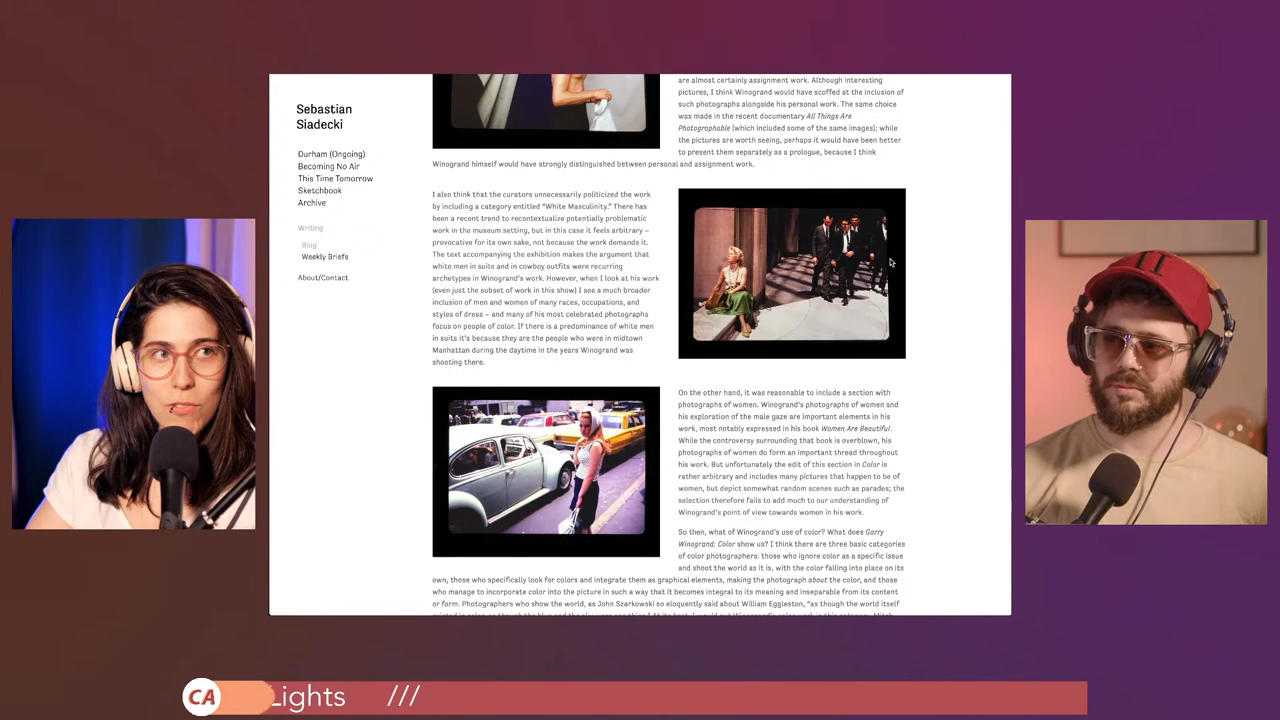 Sebastian
Siadecki
Durham (Ongoing)
Becoming No Air
This Time Tomorrow
Sketchbook
Archive
Writing
Blog
Weekly Briefs
About/Contact
are almost certainly assignment work. Although interesting
pictures, I think Winogrand would have scoffed at the inclusion of
such photographs alongside his personal work. The same choice
was made in the recent documentary All Things Are
Photographable (which included some of the same images); while
the pictures are worth seeing, perhaps it would have been better
to present them separately as a prologue, because I think
Winogrand himself would have strongly distinguished between personal and assignment work.
I also think that the curators unnecessarily politicized the work
by including a category entitled “White Masculinity.” There has
been a recent trend to recontextualize potentially problematic
work in the museum setting, but in this case it feels arbitrary –
provocative for its own sake, not because the work demands it.
The text accompanying the exhibition makes the argument that
white men in suits and in cowboy outfits were recurring
archetypes in Winogrand's work. However, when I look at his work
(even just the subset of work in this show) I see a much broader
inclusion of men and women of many races, occupations, and
styles of dress – and many of his most celebrated photographs
focus on people of color. If there is a predominance of white men
in suits it's because they are the people who were in midtown
Manhattan during the daytime in the years Winogrand was
shooting there.
On the other hand, it was reasonable to include a section with
photographs of women. Winogrand's photographs of women and
his exploration of the male gaze are important elements in his
work, most notably expressed in his book Women Are Beautiful.
While the controversy surrounding that book is overblown, his
photographs of women do form an important thread throughout
his work. But unfortunately the edit of this section in Color is
rather arbitrary and includes many pictures that happen to be of
women, but depict somewhat random scenes such as parades; the
selection therefore fails to add much to our understanding of
Winogrand's point of view towards women in his work.
So then, what of Winogrand's use of color? What does Garry
Winogrand: Color show us? I think there are three basic categories
of color photographers: those who ignore color as a specific issue
and shoot the world as it is, with the color falling into place on its
own, those who specifically look for colors and integrate them as graphical elements, making the photograph about the color, and those
who manage to incorporate color into the picture in such a way that it becomes integral to its meaning and inseparable from its content
or form. Photographers who show the world, as John Szarkowski so eloquently said about William Eggleston, “as though the world itself
CA Lights ///